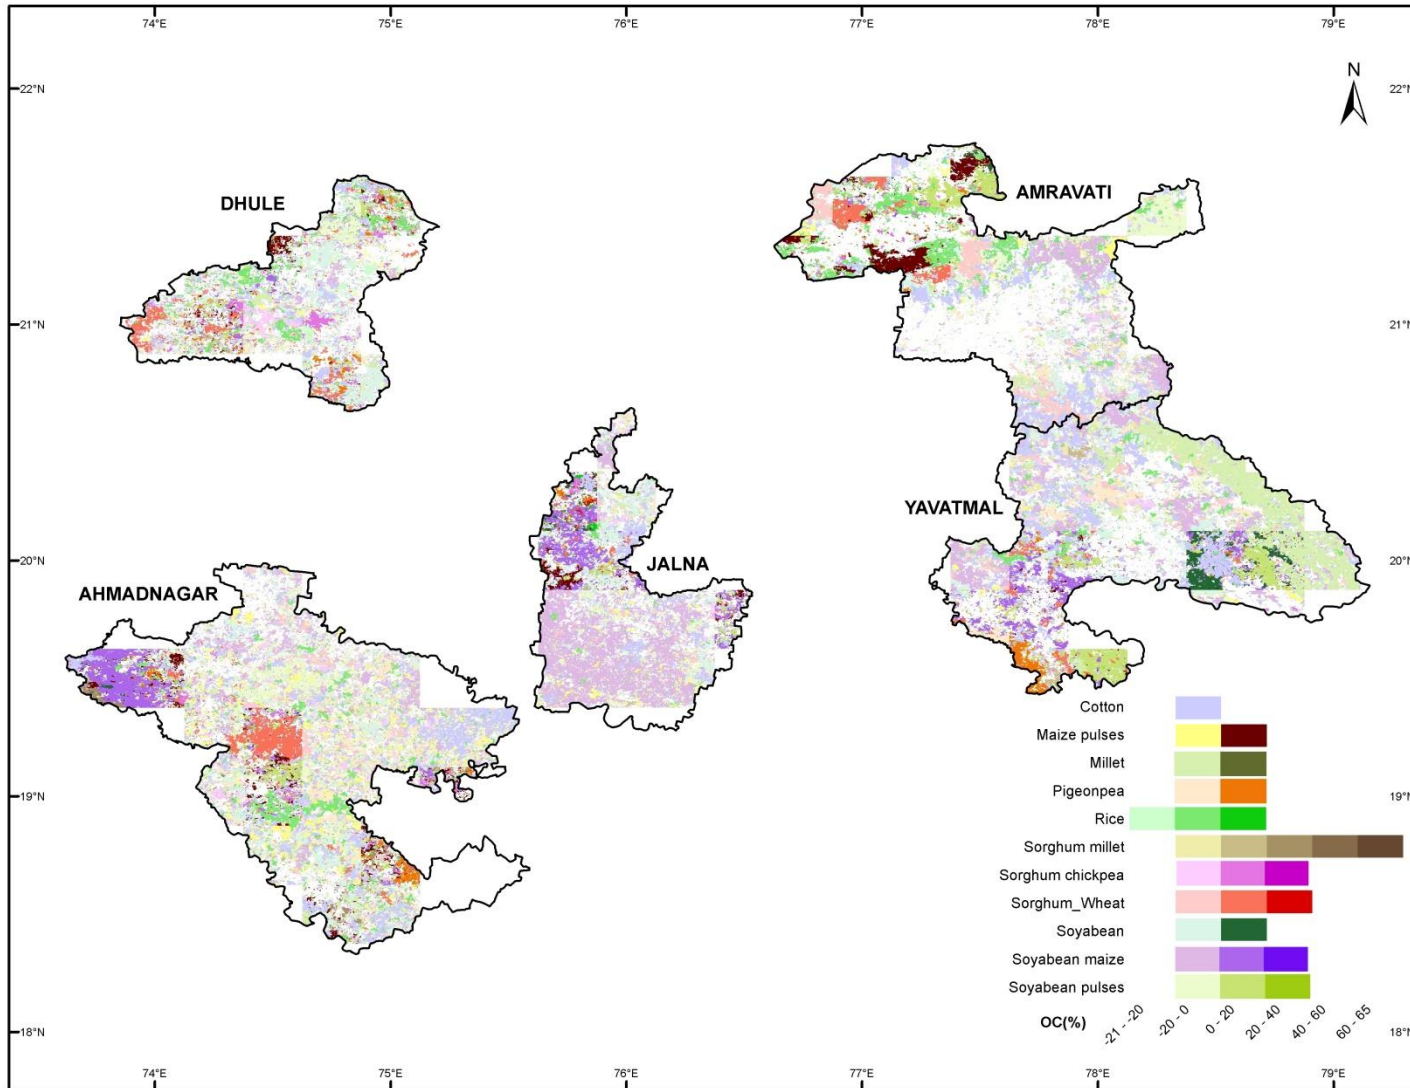 74°E 75°E 76°E 77°E 78°E 79°E
N
22°N 22°N
DHULE
AMRAVATI
21°N 21°N
YAVATMAL
20°N 20°N
JALNA
AHMADNAGAR
Cotton
Maize pulses
Millet
19°N 19°N
Pigeonpea
Rice
Sorghum millet
Sorghum chickpea
Sorghum_Wheat
Soyabean
Soyabean maize
Soyabean pulses
OC(%) -21 - -20 -20 - 0 0 - 20 20 - 40 40 - 60 60 - 65
18°N 18°N
74°E 75°E 76°E 77°E 78°E 79°E